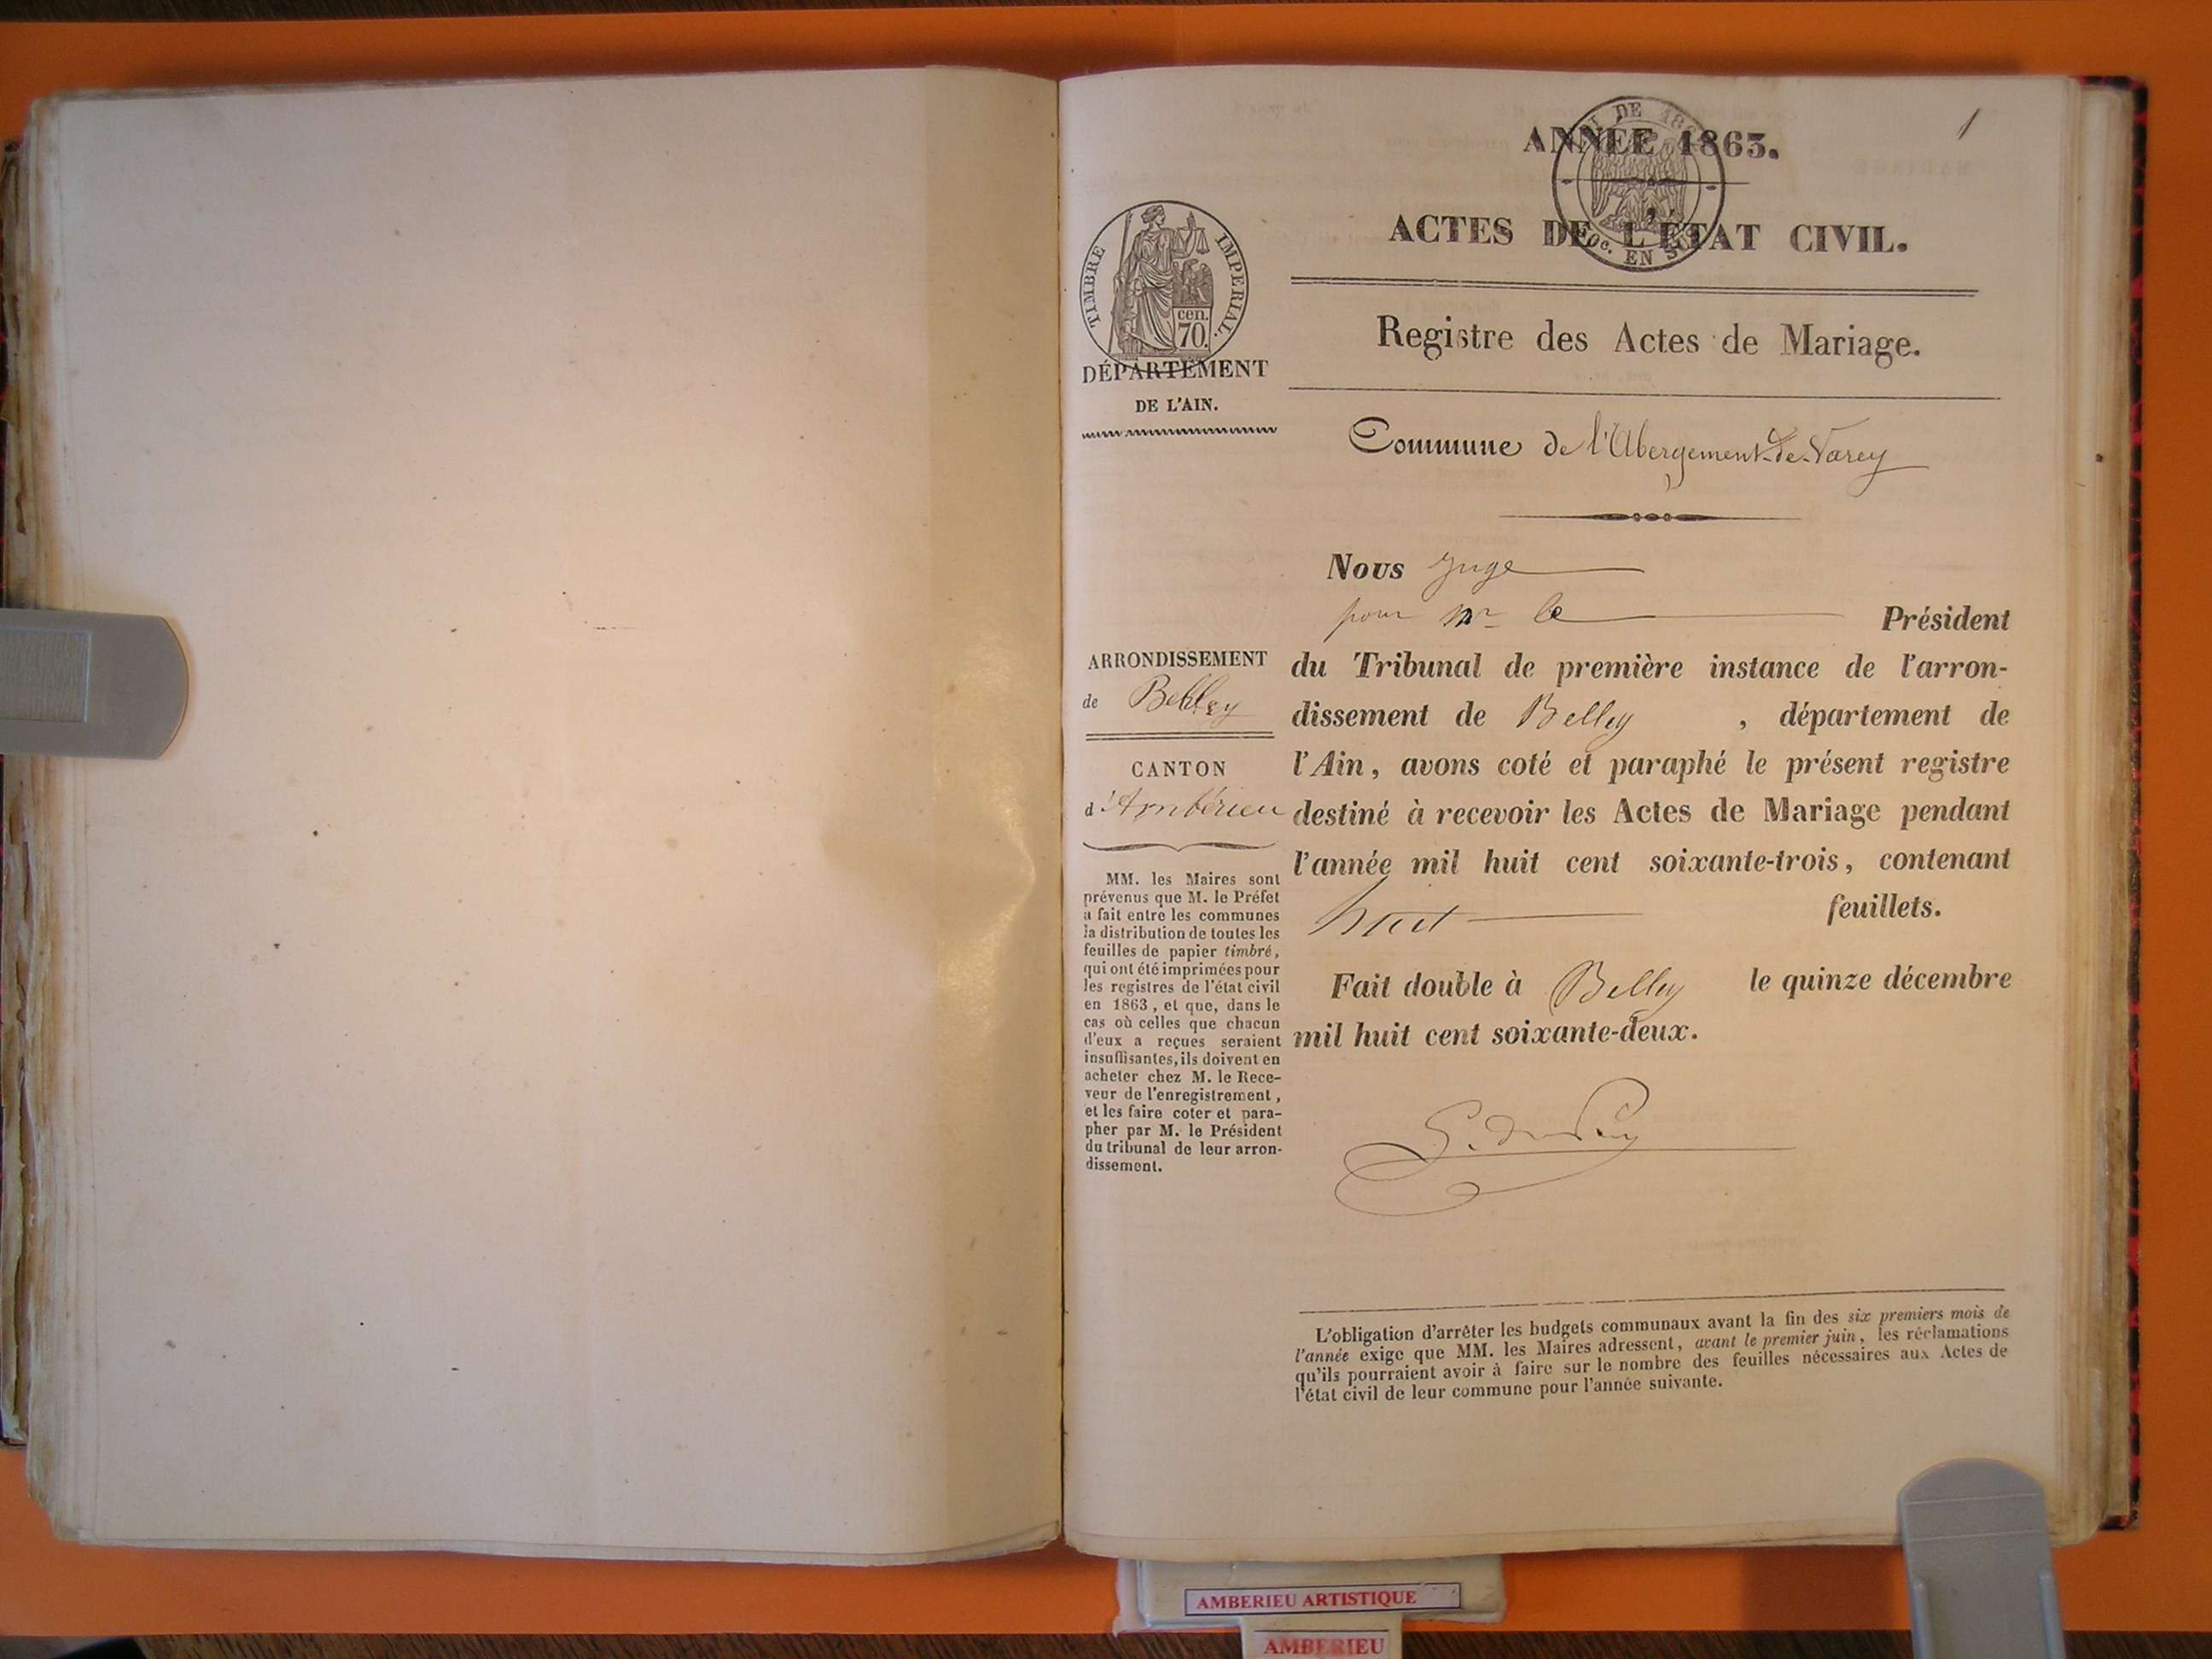 1
ANNEE 1863.
LOI DE 18
EN S
ACTES DE L'ÉTAT CIVIL.
TIMBRE IMPERIAL.
cen.
70.
DÉPARTEMENT
DE L'AIN.
Registre des Actes de Mariage.
Commune de l'Abergement-de-Varey
Nous Juge
pour Mr le Président
ARRONDISSEMENT
de Belley
CANTON
d'Ambérieu
du Tribunal de première instance de l'arron-
dissement de Belley , département de
l'Ain, avons coté et paraphé le présent registre
destiné à recevoir les Actes de Mariage pendant
l'année mil huit cent soixante-trois, contenant
huit feuillets.
Fait double à Belley le quinze décembre
mil huit cent soixante-deux.
MM. les Maires sont
prévenus que M. le Préfet
a fait entre les communes
la distribution de toutes les
feuilles de papier timbré,
qui ont été imprimées pour
les registres de l'état civil
en 1863, et que, dans le
cas où celles que chacun
d'eux a reçues seraient
insuffisantes, ils doivent en
acheter chez M. le Rece-
veur de l'enregistrement,
et les faire coter et para-
pher par M. le Président
du tribunal de leur arron-
dissement.
L'obligation d'arrêter les budgets communaux avant la fin des six premiers mois de
l'année exige que MM. les Maires adressent, avant le premier juin, les réclamations
qu'ils pourraient avoir à faire sur le nombre des feuilles nécessaires aux Actes de
l'état civil de leur commune pour l'année suivante.
AMBERIEU ARTISTIQUE
AMBERIEU